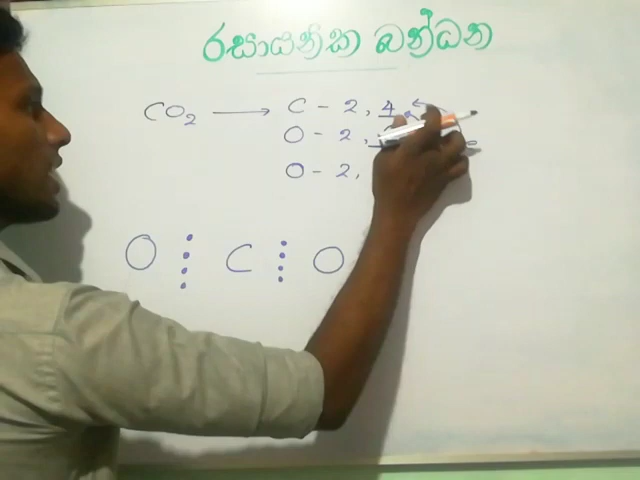 රසායනික බන්ධන
CO₂ → C - 2, 4
O - 2,
O - 2,
O : : C : : O